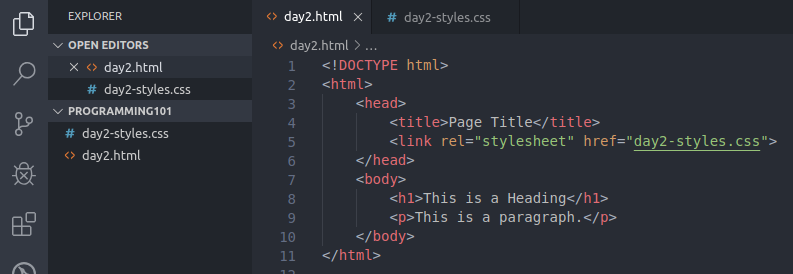 EXPLORER
OPEN EDITORS
day2.html
day2-styles.css
PROGRAMMING101
day2-styles.css
day2.html
day2.html
day2-styles.css
day2.html > ...
1 <!DOCTYPE html>
2 <html>
3     <head>
4         <title>Page Title</title>
5         <link rel="stylesheet" href="day2-styles.css">
6     </head>
7     <body>
8         <h1>This is a Heading</h1>
9         <p>This is a paragraph.</p>
10     </body>
11 </html>